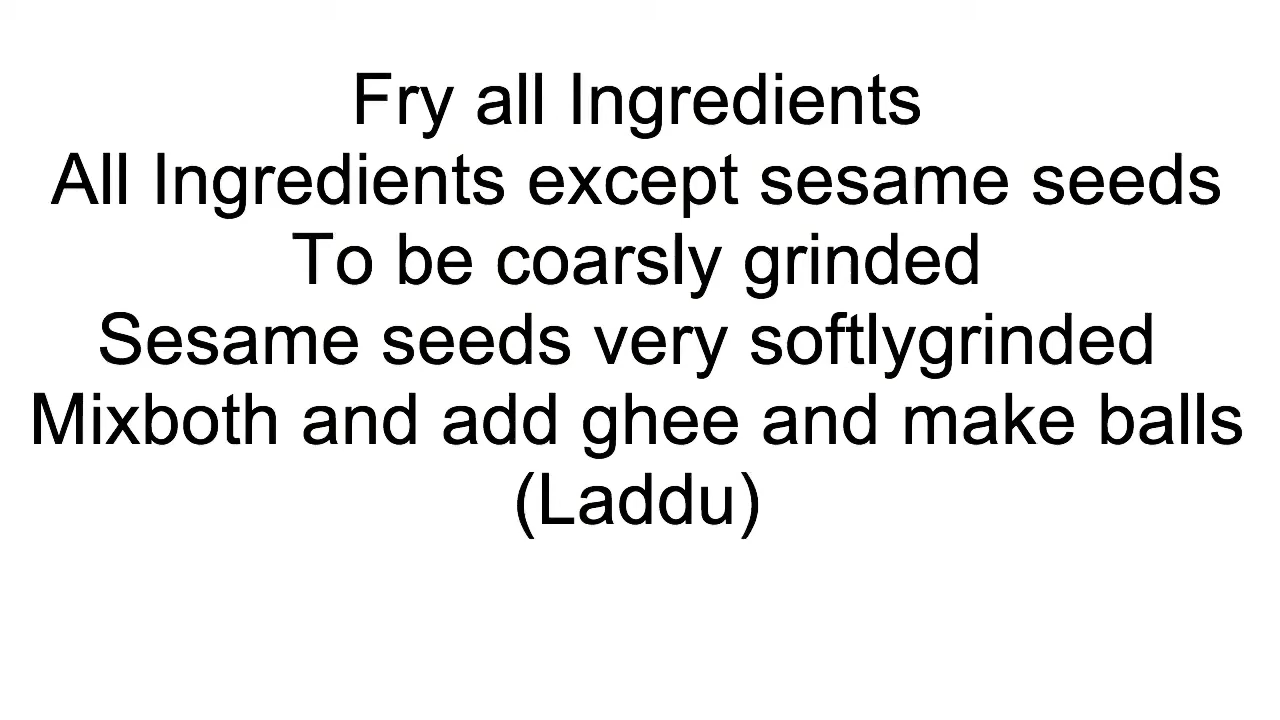 Fry all Ingredients
All Ingredients except sesame seeds
To be coarsly grinded
Sesame seeds very softlygrinded
Mixboth and add ghee and make balls
(Laddu)